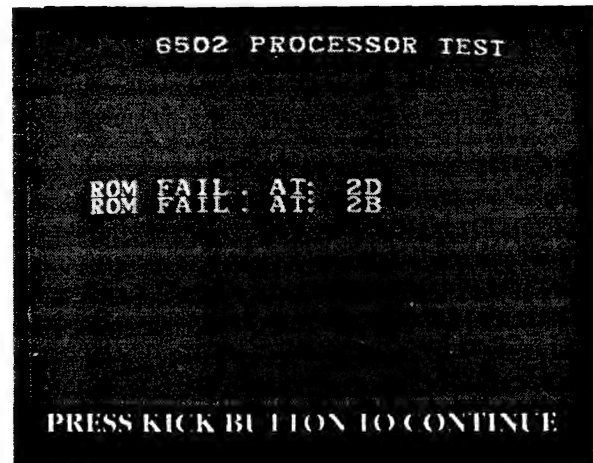 6502 PROCESSOR TEST
ROM FAIL. AT: 2D
ROM FAIL: AT: 2B
PRESS KICK BUTTON TO CONTINUE